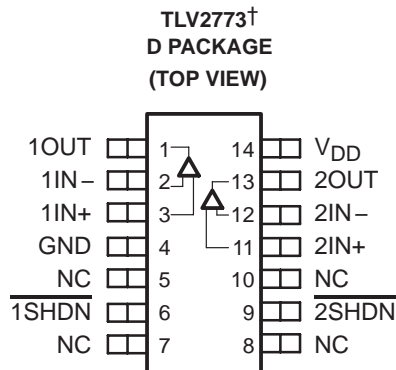 TLV2773†
D PACKAGE
(TOP VIEW)
1OUT 1 14 VDD
1IN− 2 13 2OUT
1IN+ 3 12 2IN−
GND 4 11 2IN+
NC 5 10 NC
1SHDN 6 9 2SHDN
NC 7 8 NC